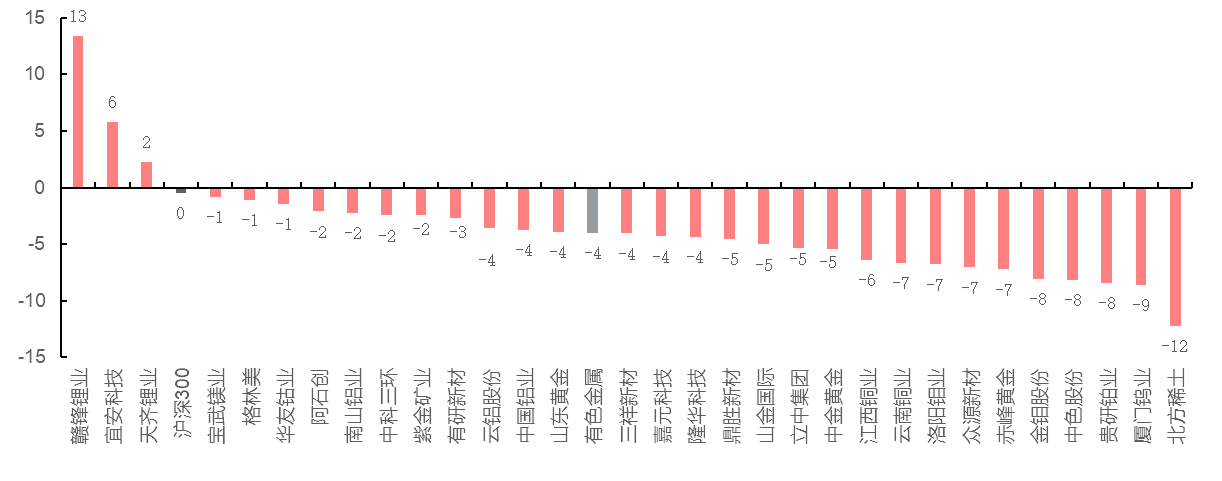 15
10
5
0
-5
-10
-15
13
6
2
0
-1
-1
-1
-2
-2
-2
-2
-3
-4
-4
-4
-4
-4
-4
-4
-5
-5
-5
-5
-6
-7
-7
-7
-7
-8
-8
-8
-9
-12
赣锋锂业
宜安科技
天齐锂业
沪深300
宝武镁业
格林美
华友钴业
阿石创
南山铝业
中科三环
紫金矿业
有研新材
云铝股份
中国铝业
山东黄金
有色金属
三祥新材
嘉元科技
隆华科技
鼎胜新材
山金国际
立中集团
中金黄金
江西铜业
云南铜业
洛阳钼业
众源新材
赤峰黄金
金钼股份
中色股份
贵研铂业
厦门钨业
北方稀土